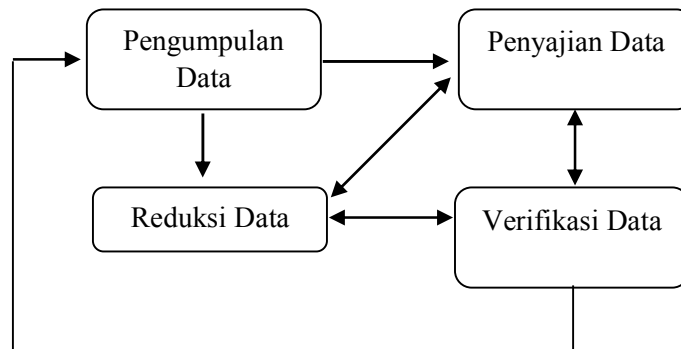 Pengumpulan
Data
Penyajian Data
Reduksi Data
Verifikasi Data